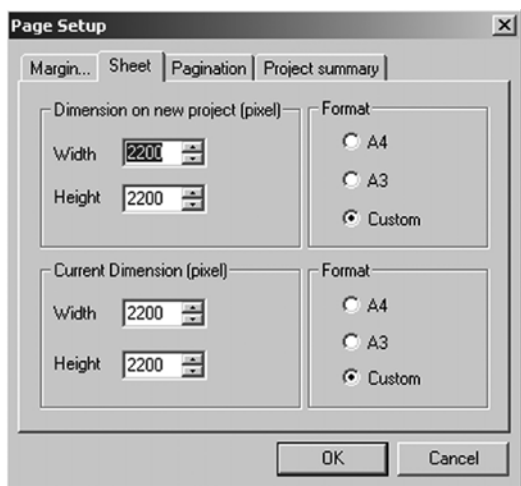 Page Setup
Margin... Sheet Pagination Project summary
Dimension on new project (pixel)
Width 2200
Height 2200
Format
A4
A3
Custom
Current Dimension (pixel)
Width 2200
Height 2200
Format
A4
A3
Custom
OK Cancel